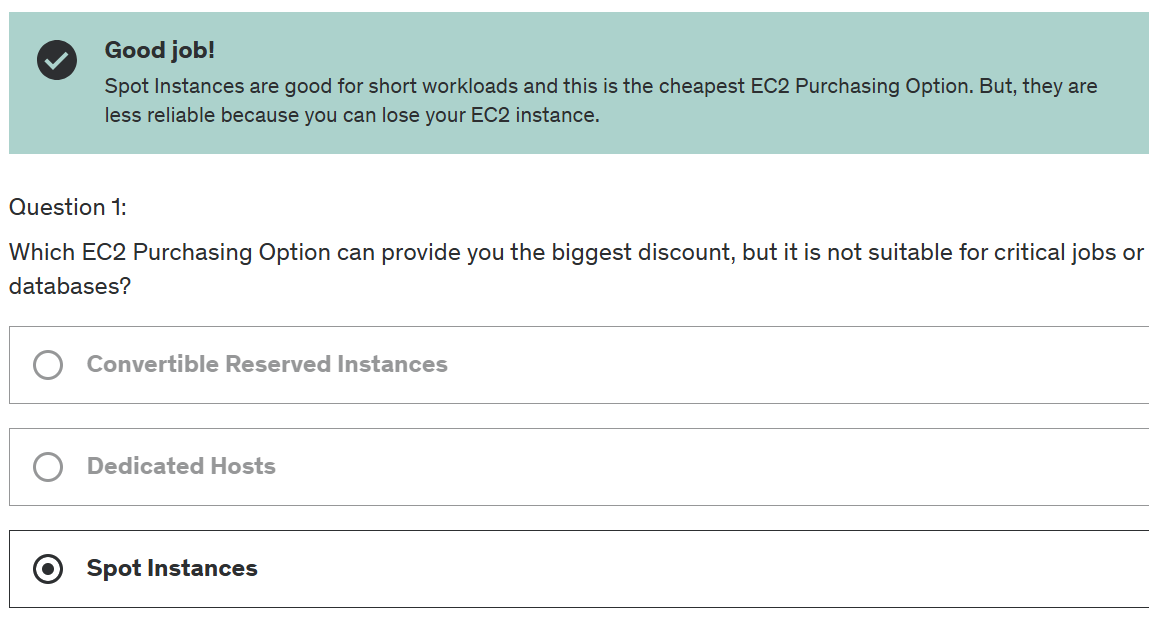 Good job!
Spot Instances are good for short workloads and this is the cheapest EC2 Purchasing Option. But, they are
less reliable because you can lose your EC2 instance.
Question 1:
Which EC2 Purchasing Option can provide you the biggest discount, but it is not suitable for critical jobs or
databases?
Convertible Reserved Instances
Dedicated Hosts
Spot Instances